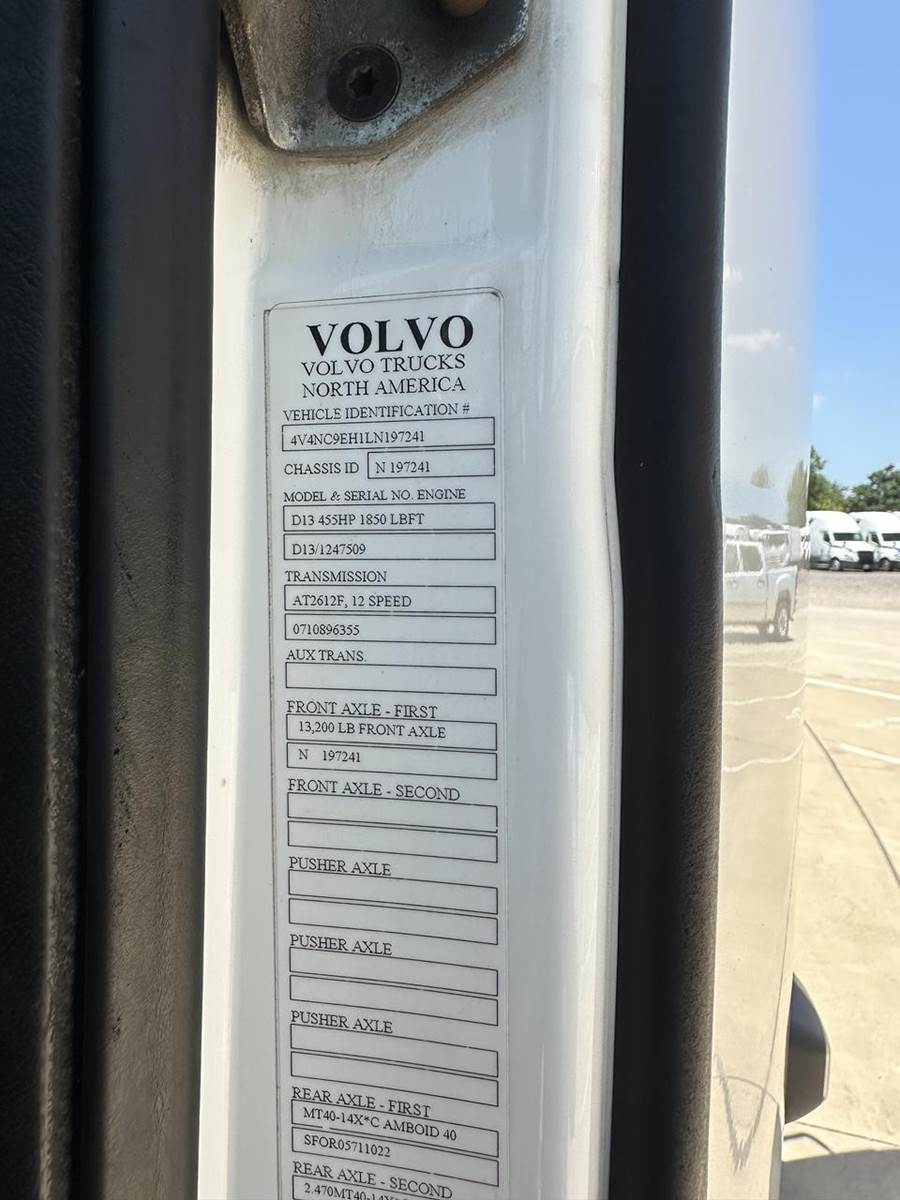 VOLVO
VOLVO TRUCKS
NORTH AMERICA
VEHICLE IDENTIFICATION #
4V4NC9EH1LN197241
CHASSIS ID N 197241
MODEL & SERIAL NO. ENGINE
D13 455HP 1850 LBFT
D13/1247509
TRANSMISSION
AT2612F, 12 SPEED
0710896355
AUX TRANS.
FRONT AXLE - FIRST
13,200 LB FRONT AXLE
N 197241
FRONT AXLE - SECOND
PUSHER AXLE
PUSHER AXLE
PUSHER AXLE
REAR AXLE - FIRST
MT40-14X*C AMBOID 40
SFOR05711022
REAR AXLE - SECOND